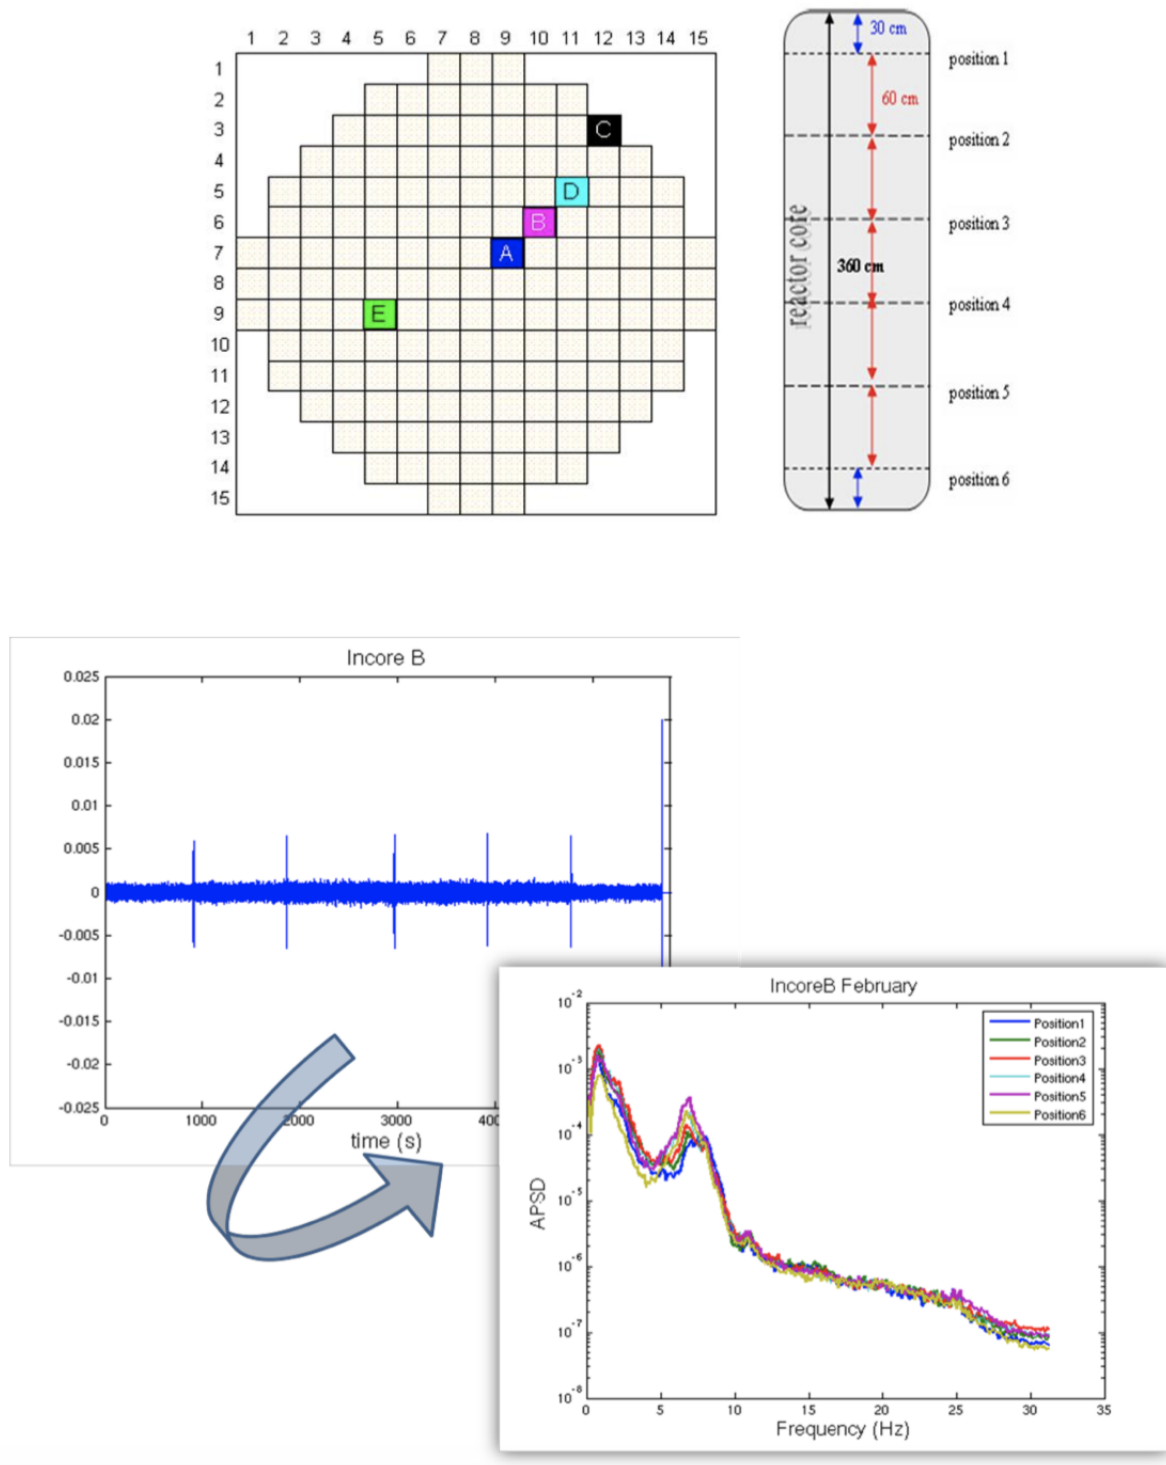 1 2 3 4 5 6 7 8 9 10 11 12 13 14 15
1
2
3
4
5
6
7
8
9
10
11
12
13
14
15
C
D
B
A
E
30 cm
position 1
60 cm
position 2
position 3
reactor core
360 cm
position 4
position 5
position 6
Incore B
0.025
0.02
0.015
0.01
0.005
0
-0.005
-0.01
-0.015
-0.02
-0.025
0 1000 2000 3000 400
time (s)
IncoreB February
10-2
10-3
10-4
10-5
10-6
10-7
10-8
APSD
Position1
Position2
Position3
Position4
Position5
Position6
0 5 10 15 20 25 30 35
Frequency (Hz)